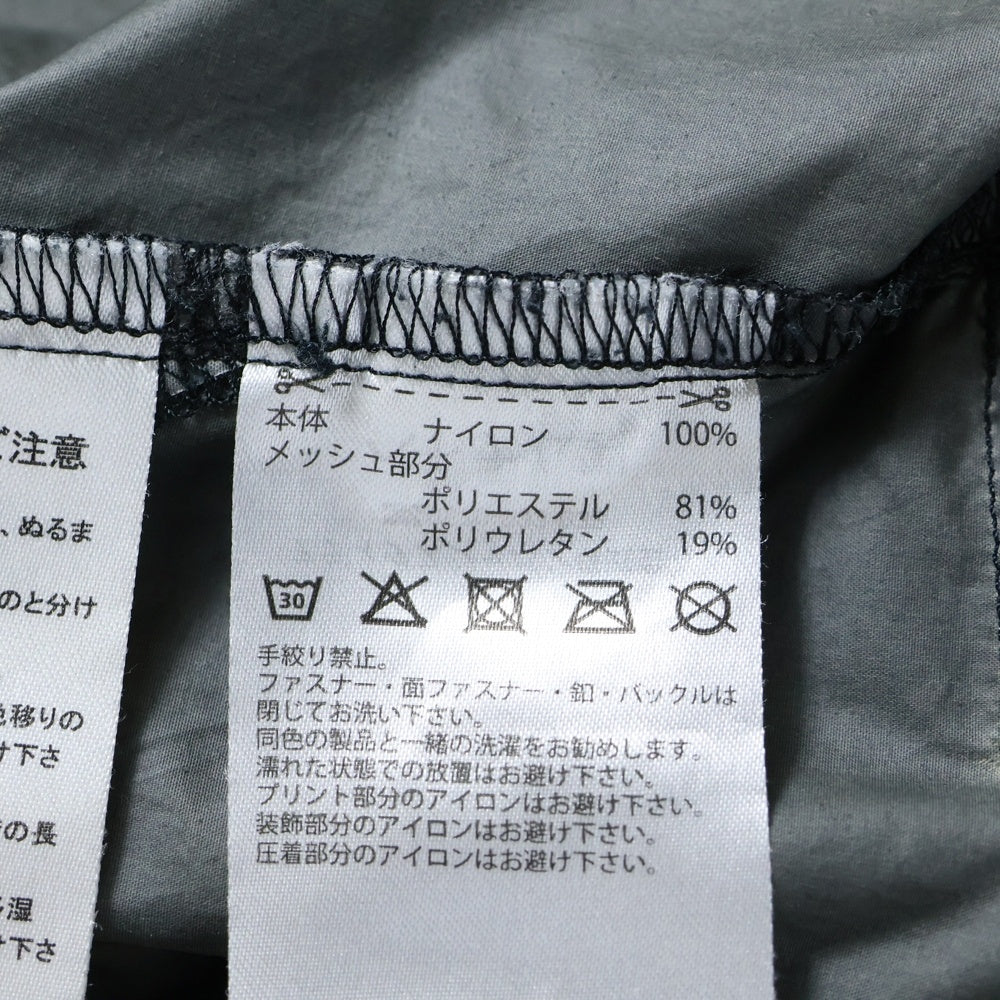 ご注意
、ぬるま
のと分け
色移りの
け下さ
の長
湿
け下さ
本体 ナイロン 100%
メッシュ部分
ポリエステル 81%
ポリウレタン 19%
30
手絞り禁止。
ファスナー・面ファスナー・釦・バックルは
閉じてお洗い下さい。
同色の製品と一緒の洗濯をお勧めします。
濡れた状態での放置はお避け下さい。
プリント部分のアイロンはお避け下さい。
装飾部分のアイロンはお避け下さい。
圧着部分のアイロンはお避け下さい。